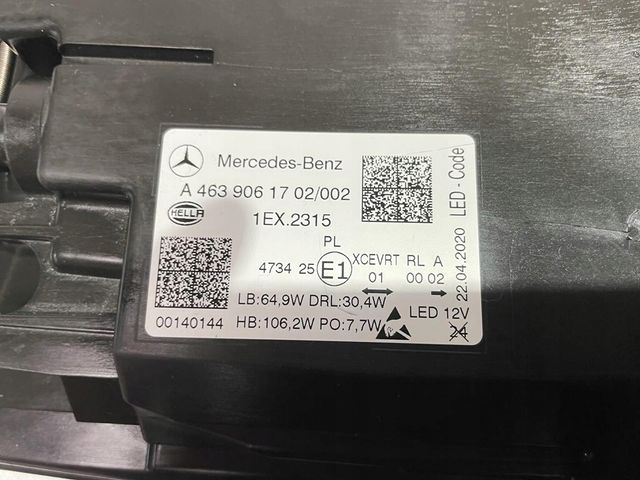 Mercedes-Benz
A 463 906 17 02/002
HELLA
1EX.2315
PL
4734 25 E1
XCEVRT RL A
01 00 02
LB:64,9W DRL:30,4W
HB:106,2W PO:7,7W
00140144
LED 12V
24
22.04.2020 LED - Code